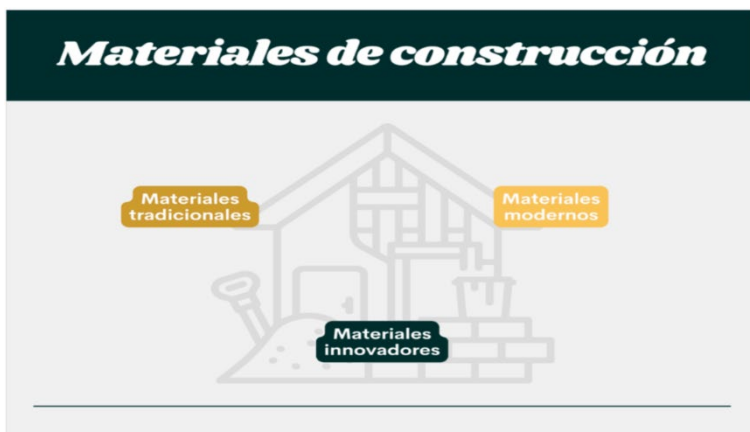 Materiales de construcción
Materiales
tradicionales
Materiales
modernos
Materiales
innovadores